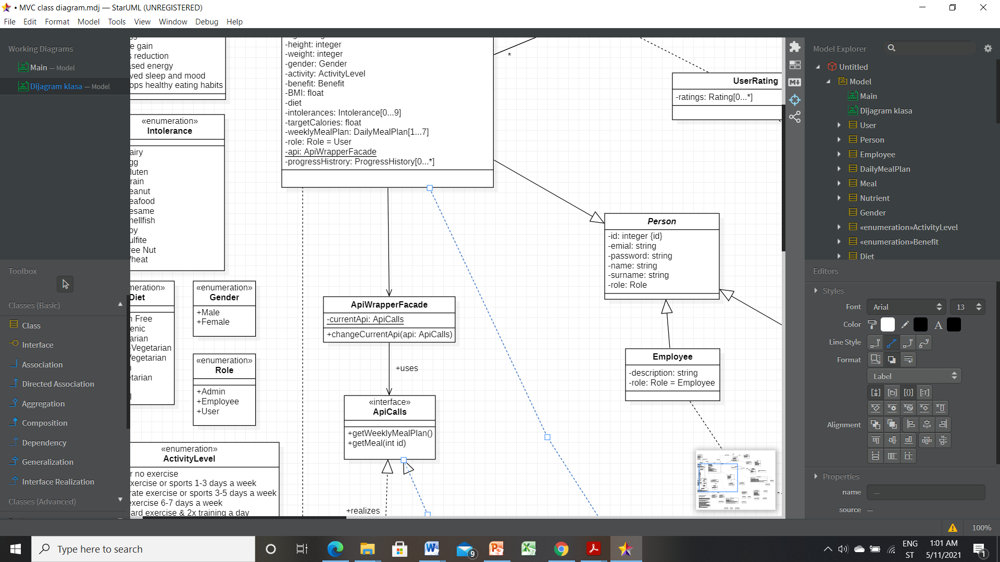 • MVC class diagram.mdj — StarUML (UNREGISTERED)
File Edit Format Model Tools View Window Debug Help
Working Diagrams
Main — Model
Dijagram klasa — Model
Toolbox
Classes (Basic)
Class
Interface
Association
Directed Association
Aggregation
Composition
Dependency
Generalization
Interface Realization
Classes (Advanced)
e gain
s reduction
ased energy
ved sleep and mood
ops healthy eating habits
«enumeration»
Intolerance
airy
gg
luten
rain
eanut
eafood
esame
hellfish
oy
ulfite
ree Nut
heat
meration»
Diet
n Free
enic
arian
-Vegetarian
Vegetarian
etarian
«enumeration»
Gender
+Male
+Female
«enumeration»
Role
+Admin
+Employee
+User
«enumeration»
ActivityLevel
r no exercise
exercise or sports 1-3 days a week
rate exercise or sports 3-5 days a week
exercise 6-7 days a week
ard exercise & 2x training a day
-height: integer
-weight: integer
-gender: Gender
-activity: ActivityLevel
-benefit: Benefit
-BMI: float
-diet
-intolerances: Intolerance[0...9]
-targetCalories: float
-weeklyMealPlan: DailyMealPlan[1...7]
-role: Role = User
-api: ApiWrapperFacade
-progressHistrory: ProgressHistory[0...*]
*
ApiWrapperFacade
-currentApi: ApiCalls
+changeCurrentApi(api: ApiCalls)
+uses
«interface»
ApiCalls
+getWeeklyMealPlan()
+getMeal(int id)
+realizes
UserRating
-ratings: Rating[0...*]
Person
-id: integer {id}
-emial: string
-password: string
-name: string
-surname: string
-role: Role
Employee
-description: string
-role: Role = Employee
Model Explorer
Untitled
Model
Main
Dijagram klasa
User
Person
Employee
DailyMealPlan
Meal
Nutrient
Gender
«enumeration»ActivityLevel
«enumeration»Benefit
Diet
Editors
Styles
Font Arial 13
Color
Line Style
Format
Label
Alignment
Properties
name —
source —
100%
Type here to search
9
ENG
ST
1:01 AM
5/11/2021
1